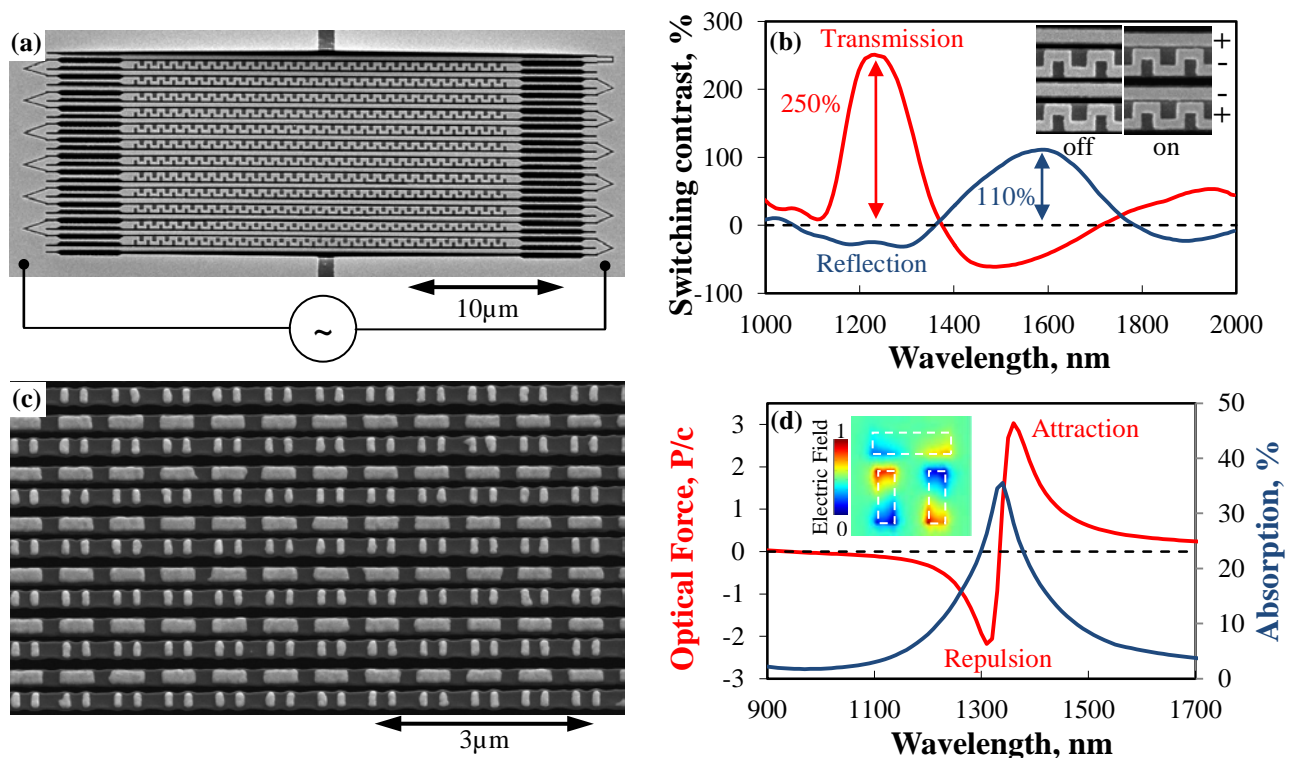 (a)
10µm
~
(b)
Switching contrast, %
300
200
100
0
-100
Transmission
250%
110%
Reflection
off
on
+
-
-
+
1000 1200 1400 1600 1800 2000
Wavelength, nm
(c)
3µm
(d)
Optical Force, P/c
3
2
1
0
-1
-2
-3
Electric Field
1
0
Attraction
Repulsion
50
40
30
20
10
0
Absorption, %
900 1100 1300 1500 1700
Wavelength, nm